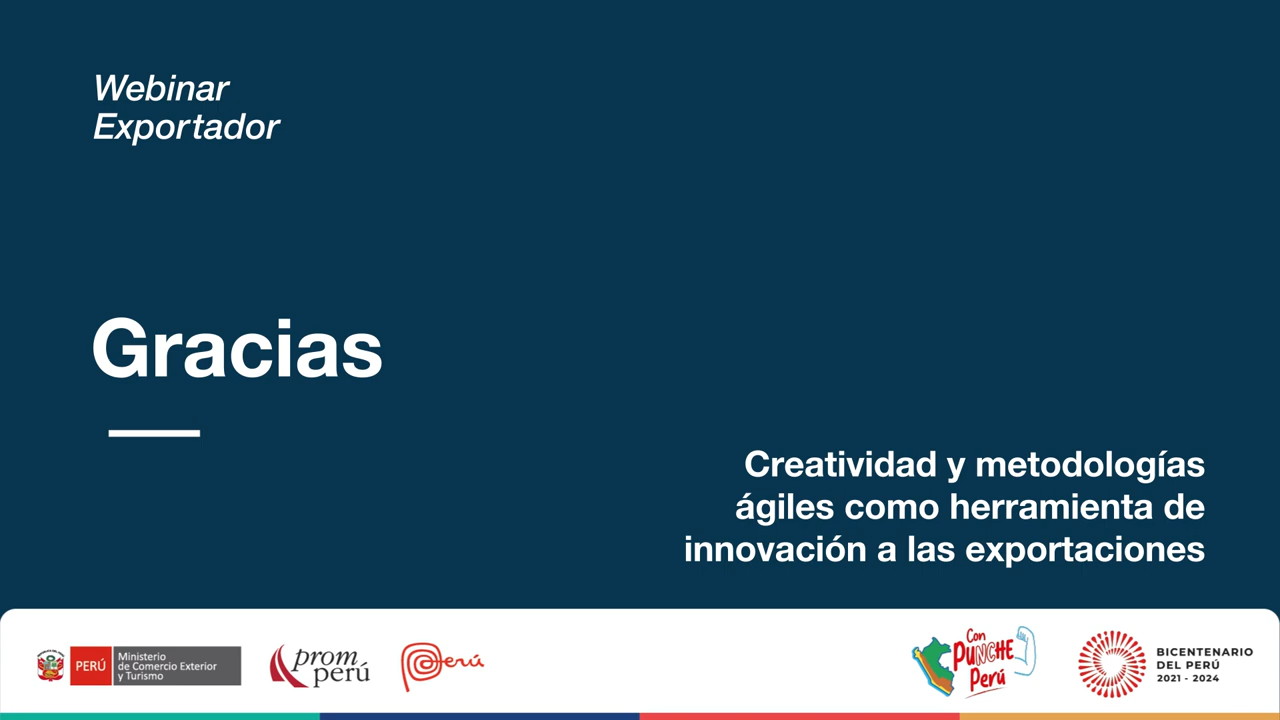 Webinar
Exportador
Gracias
Creatividad y metodologías
ágiles como herramienta de
innovación a las exportaciones
PERÚ
Ministerio
de Comercio Exterior
y Turismo
prom
perú
Perú
Con
PUNCHE
Perú
BICENTENARIO
DEL PERÚ
2021 - 2024